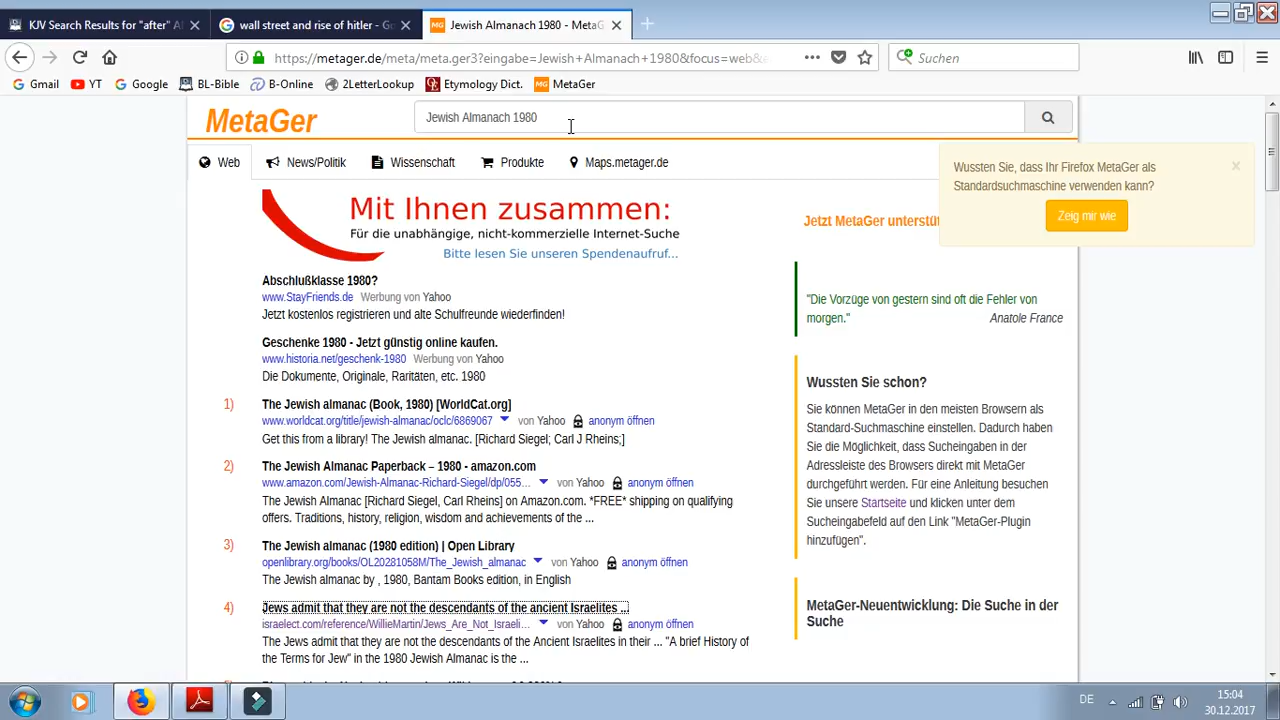 KJV Search Results for "after" A
wall street and rise of hitler - Go
Jewish Almanach 1980 - MetaG
https://metager.de/meta/meta.ger3?eingabe=Jewish+Almanach+1980&focus=web&e
Suchen
Gmail
YT
Google
BL-Bible
B-Online
2LetterLookup
Etymology Dict.
MetaGer
MetaGer
Jewish Almanach 1980
Web
News/Politik
Wissenschaft
Produkte
Maps.metager.de
Wussten Sie, dass Ihr Firefox MetaGer als
Standardsuchmaschine verwenden kann?
Zeig mir wie
Mit Ihnen zusammen:
Für die unabhängige, nicht-kommerzielle Internet-Suche
Bitte lesen Sie unseren Spendenaufruf...
Abschlußklasse 1980?
www.StayFriends.de Werbung von Yahoo
Jetzt kostenlos registrieren und alte Schulfreunde wiederfinden!
Geschenke 1980 - Jetzt günstig online kaufen.
www.historia.net/geschenk-1980 Werbung von Yahoo
Die Dokumente, Originale, Raritäten, etc. 1980
1) The Jewish almanac (Book, 1980) [WorldCat.org]
www.worldcat.org/title/jewish-almanac/oclc/6869067 von Yahoo anonym öffnen
Get this from a library! The Jewish almanac. [Richard Siegel; Carl J Rheins;]
2) The Jewish Almanac Paperback – 1980 - amazon.com
www.amazon.com/Jewish-Almanac-Richard-Siegel/dp/055... von Yahoo anonym öffnen
The Jewish Almanac [Richard Siegel, Carl Rheins] on Amazon.com. *FREE* shipping on qualifying
offers. Traditions, history, religion, wisdom and achievements of the ...
3) The Jewish almanac (1980 edition) | Open Library
openlibrary.org/books/OL20281058M/The_Jewish_almanac von Yahoo anonym öffnen
The Jewish almanac by , 1980, Bantam Books edition, in English
4) Jews admit that they are not the descendants of the ancient Israelites ...
israelect.com/reference/WillieMartin/Jews_Are_Not_Israeli... von Yahoo anonym öffnen
The Jews admit that they are not the descendants of the Ancient Israelites in their ... "A brief History of
the Terms for Jew" in the 1980 Jewish Almanac is the ...
Jetzt MetaGer unterstü
"Die Vorzüge von gestern sind oft die Fehler von
morgen."
Anatole France
Wussten Sie schon?
Sie können MetaGer in den meisten Browsern als
Standard-Suchmaschine einstellen. Dadurch haben
Sie die Möglichkeit, dass Sucheingaben in der
Adressleiste des Browsers direkt mit MetaGer
durchgeführt werden. Für eine Anleitung besuchen
Sie unsere Startseite und klicken unter dem
Sucheingabefeld auf den Link "MetaGer-Plugin
hinzufügen".
MetaGer-Neuentwicklung: Die Suche in der
Suche
DE
15:04
30.12.2017